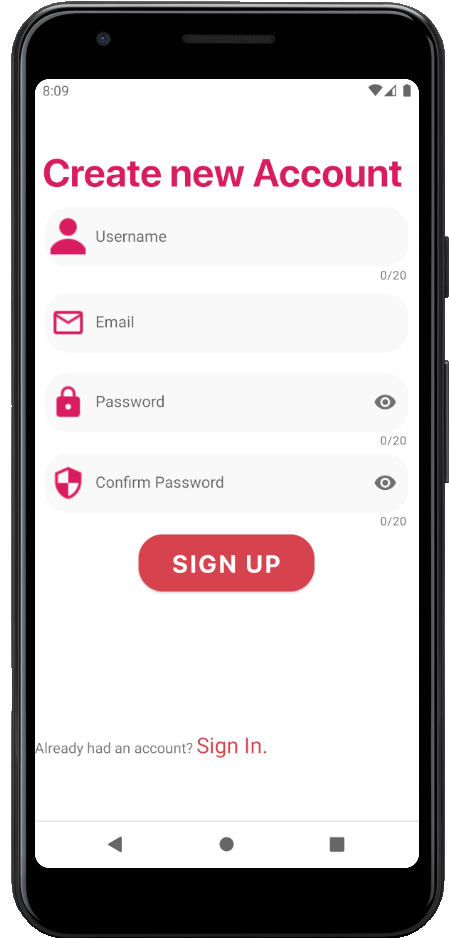 8:09
Create new Account
Username
0/20
Email
Password
0/20
Confirm Password
0/20
SIGN UP
Already had an account? Sign In.